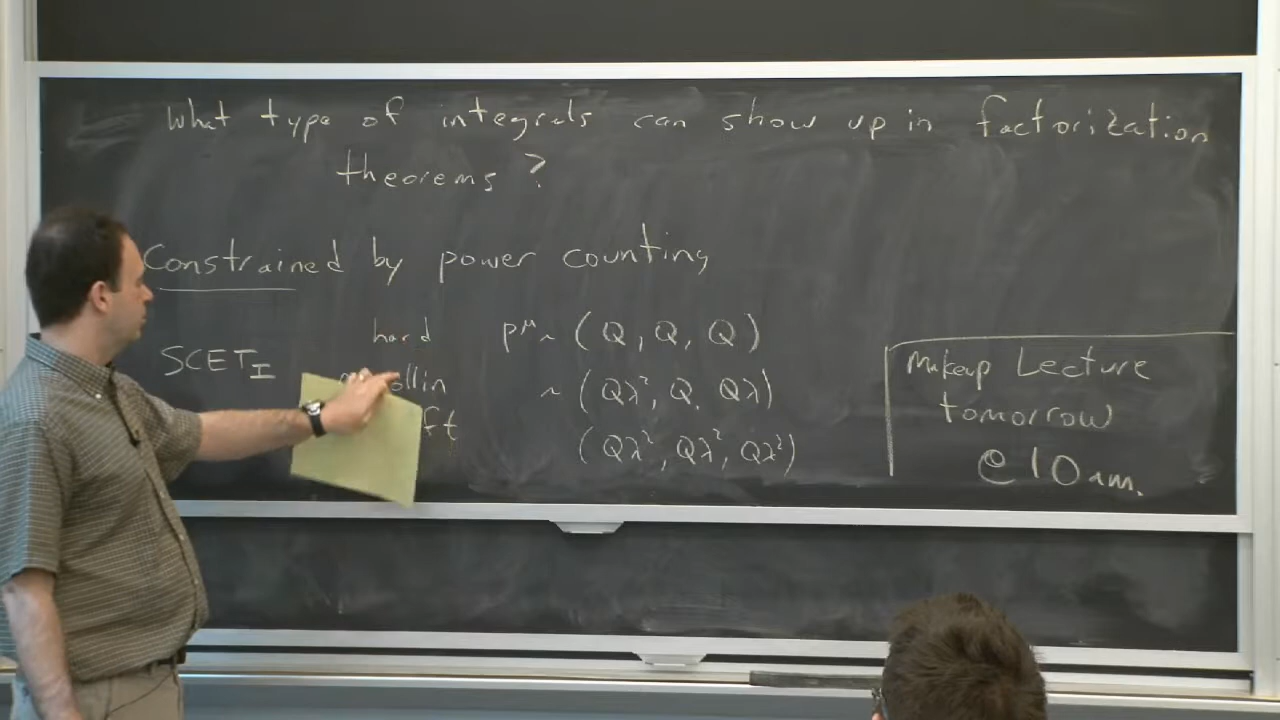 What type of integrals can show up in factorization
theorems ?
Constrained by power counting
hard pᵘ ~ (Q, Q, Q)
SCET_I
~ (Qλ², Q, Qλ)
(Qλ², Qλ², Qλ²)
Makeup Lecture
tomorrow
@ 10 am.